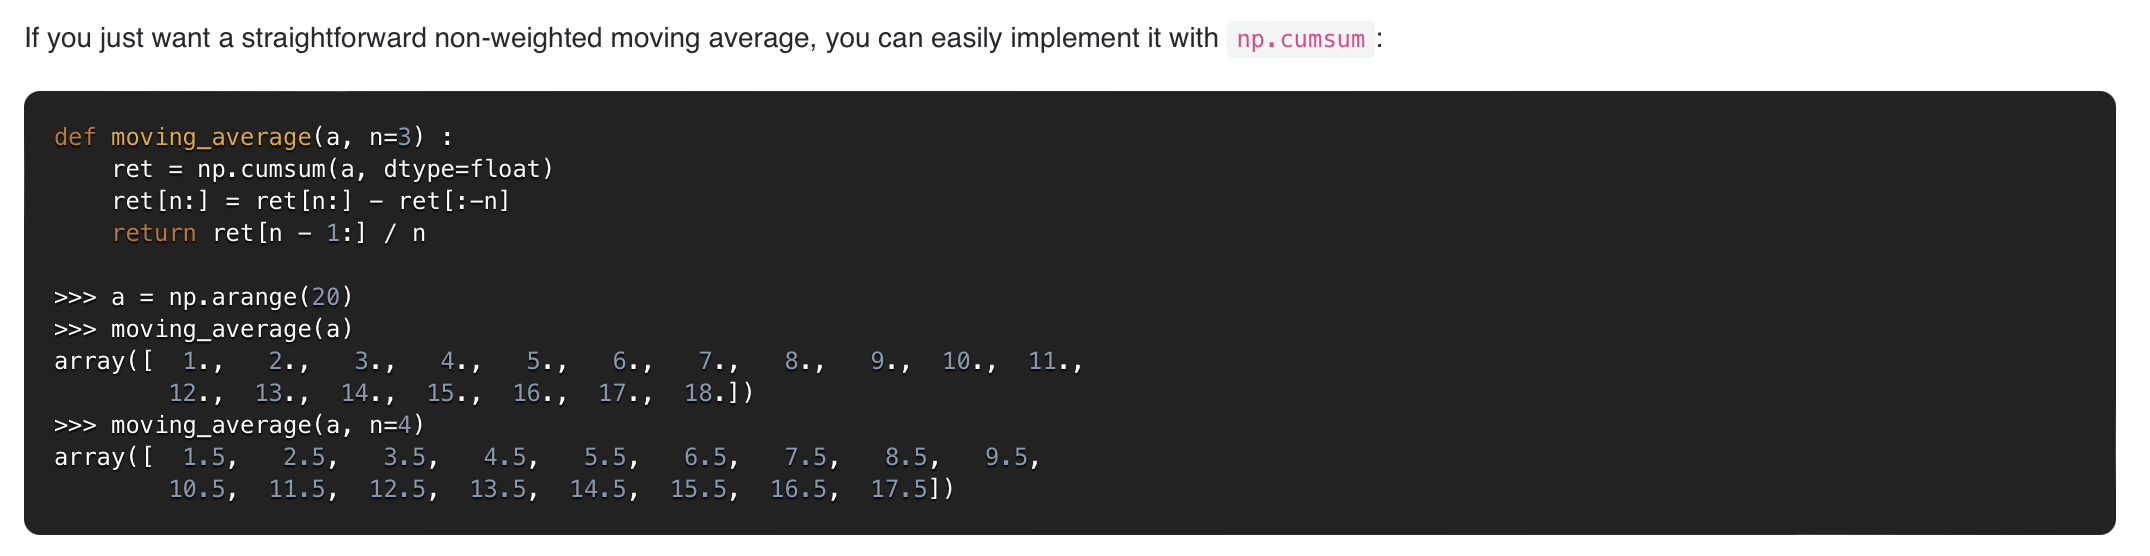 If you just want a straightforward non-weighted moving average, you can easily implement it with np.cumsum:
def moving_average(a, n=3) :
    ret = np.cumsum(a, dtype=float)
    ret[n:] = ret[n:] - ret[:-n]
    return ret[n - 1:] / n

>>> a = np.arange(20)
>>> moving_average(a)
array([  1.,   2.,   3.,   4.,   5.,   6.,   7.,   8.,   9.,  10.,  11.,
        12.,  13.,  14.,  15.,  16.,  17.,  18.])
>>> moving_average(a, n=4)
array([  1.5,   2.5,   3.5,   4.5,   5.5,   6.5,   7.5,   8.5,   9.5,
        10.5,  11.5,  12.5,  13.5,  14.5,  15.5,  16.5,  17.5])